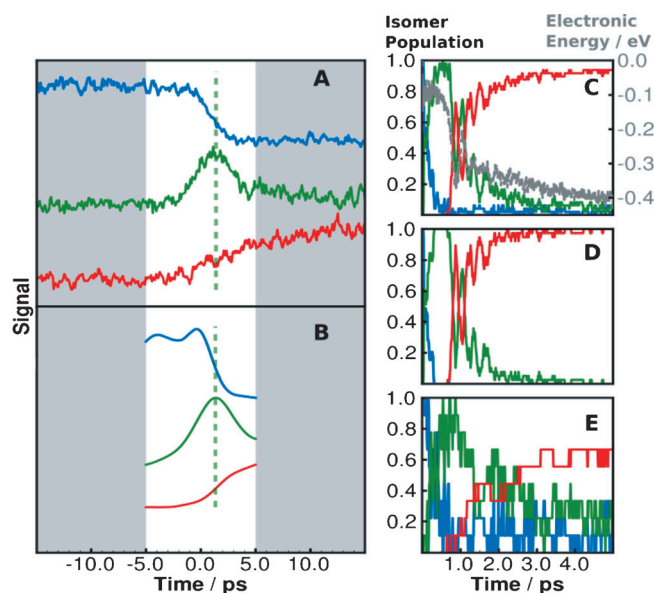 Isomer
Population
Electronic
Energy / eV
A
B
Signal
-10.0 -5.0 0.0 5.0 10.0
Time / ps
1.0
0.8
0.6
0.4
0.2
C
0.0
-0.1
-0.2
-0.3
-0.4
1.0
0.8
0.6
0.4
0.2
D
1.0
0.8
0.6
0.4
0.2
E
1.0 2.0 3.0 4.0
Time / ps